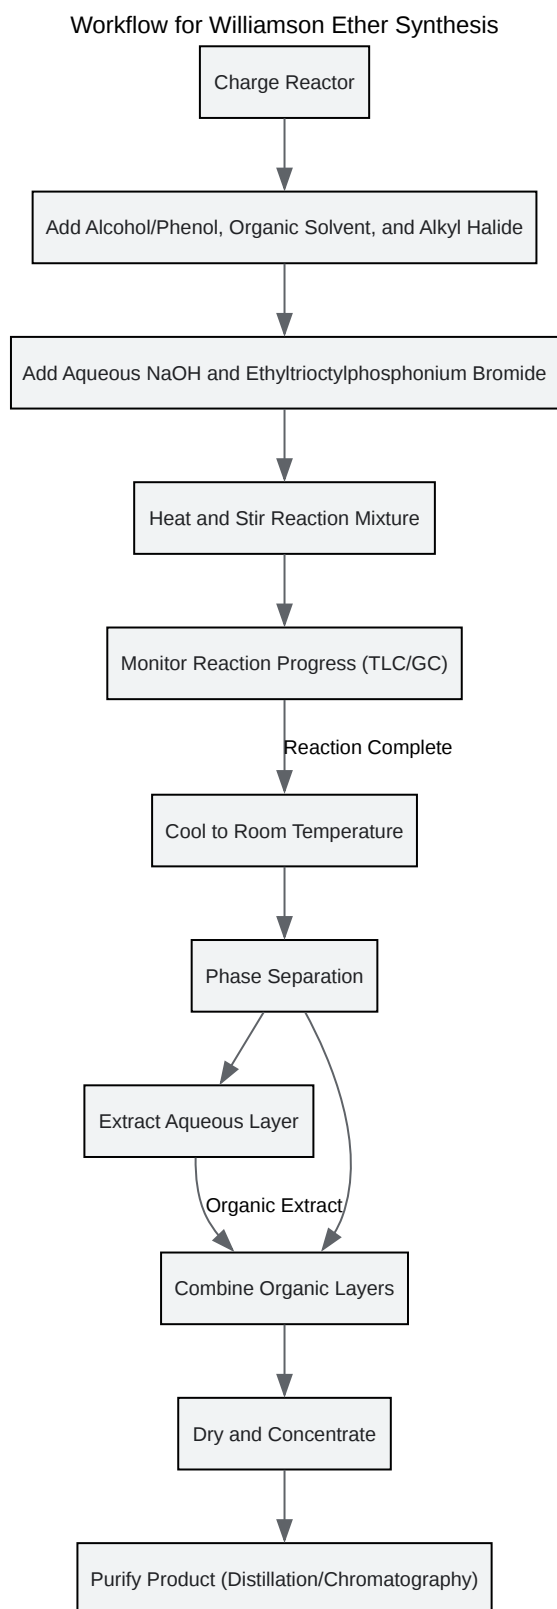 Workflow for Williamson Ether Synthesis
Charge Reactor
Add Alcohol/Phenol, Organic Solvent, and Alkyl Halide
Add Aqueous NaOH and Ethyltrioctylphosphonium Bromide
Heat and Stir Reaction Mixture
Monitor Reaction Progress (TLC/GC)
Reaction Complete
Cool to Room Temperature
Phase Separation
Extract Aqueous Layer
Organic Extract
Combine Organic Layers
Dry and Concentrate
Purify Product (Distillation/Chromatography)